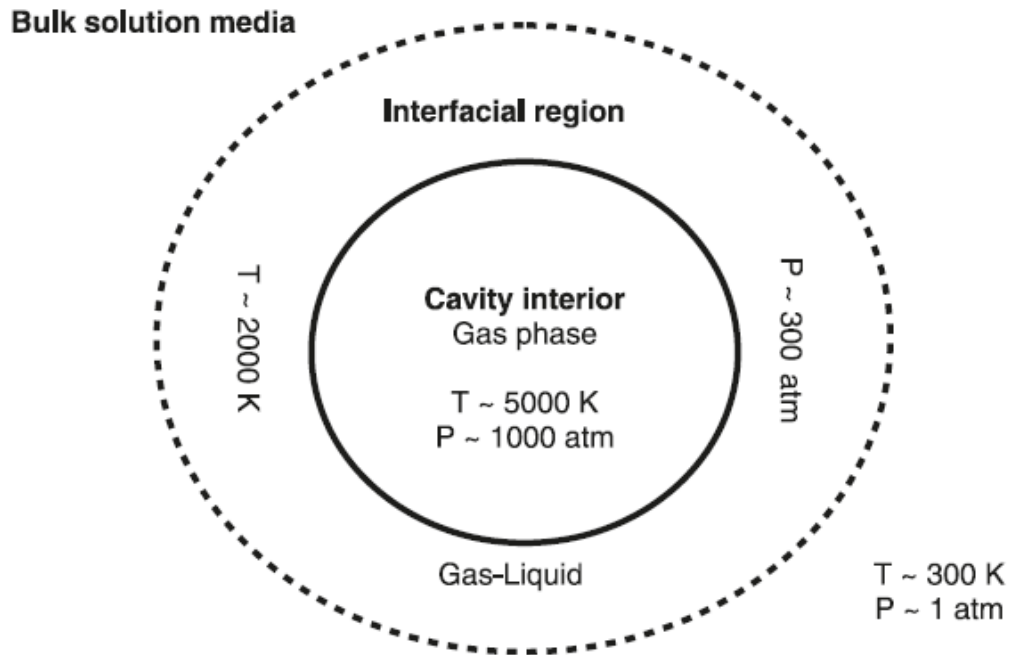 Bulk solution media
Interfacial region
T ~ 2000 K
Cavity interior
Gas phase
T ~ 5000 K
P ~ 1000 atm
P ~ 300 atm
Gas-Liquid
T ~ 300 K
P ~ 1 atm